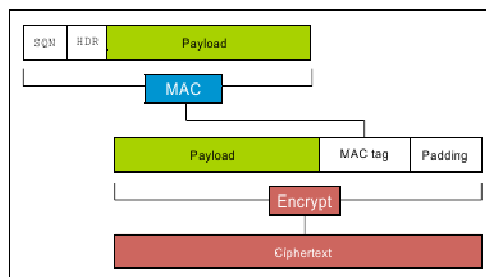 SQN HDR Payload
MAC
Payload MAC tag Padding
Encrypt
Ciphertext